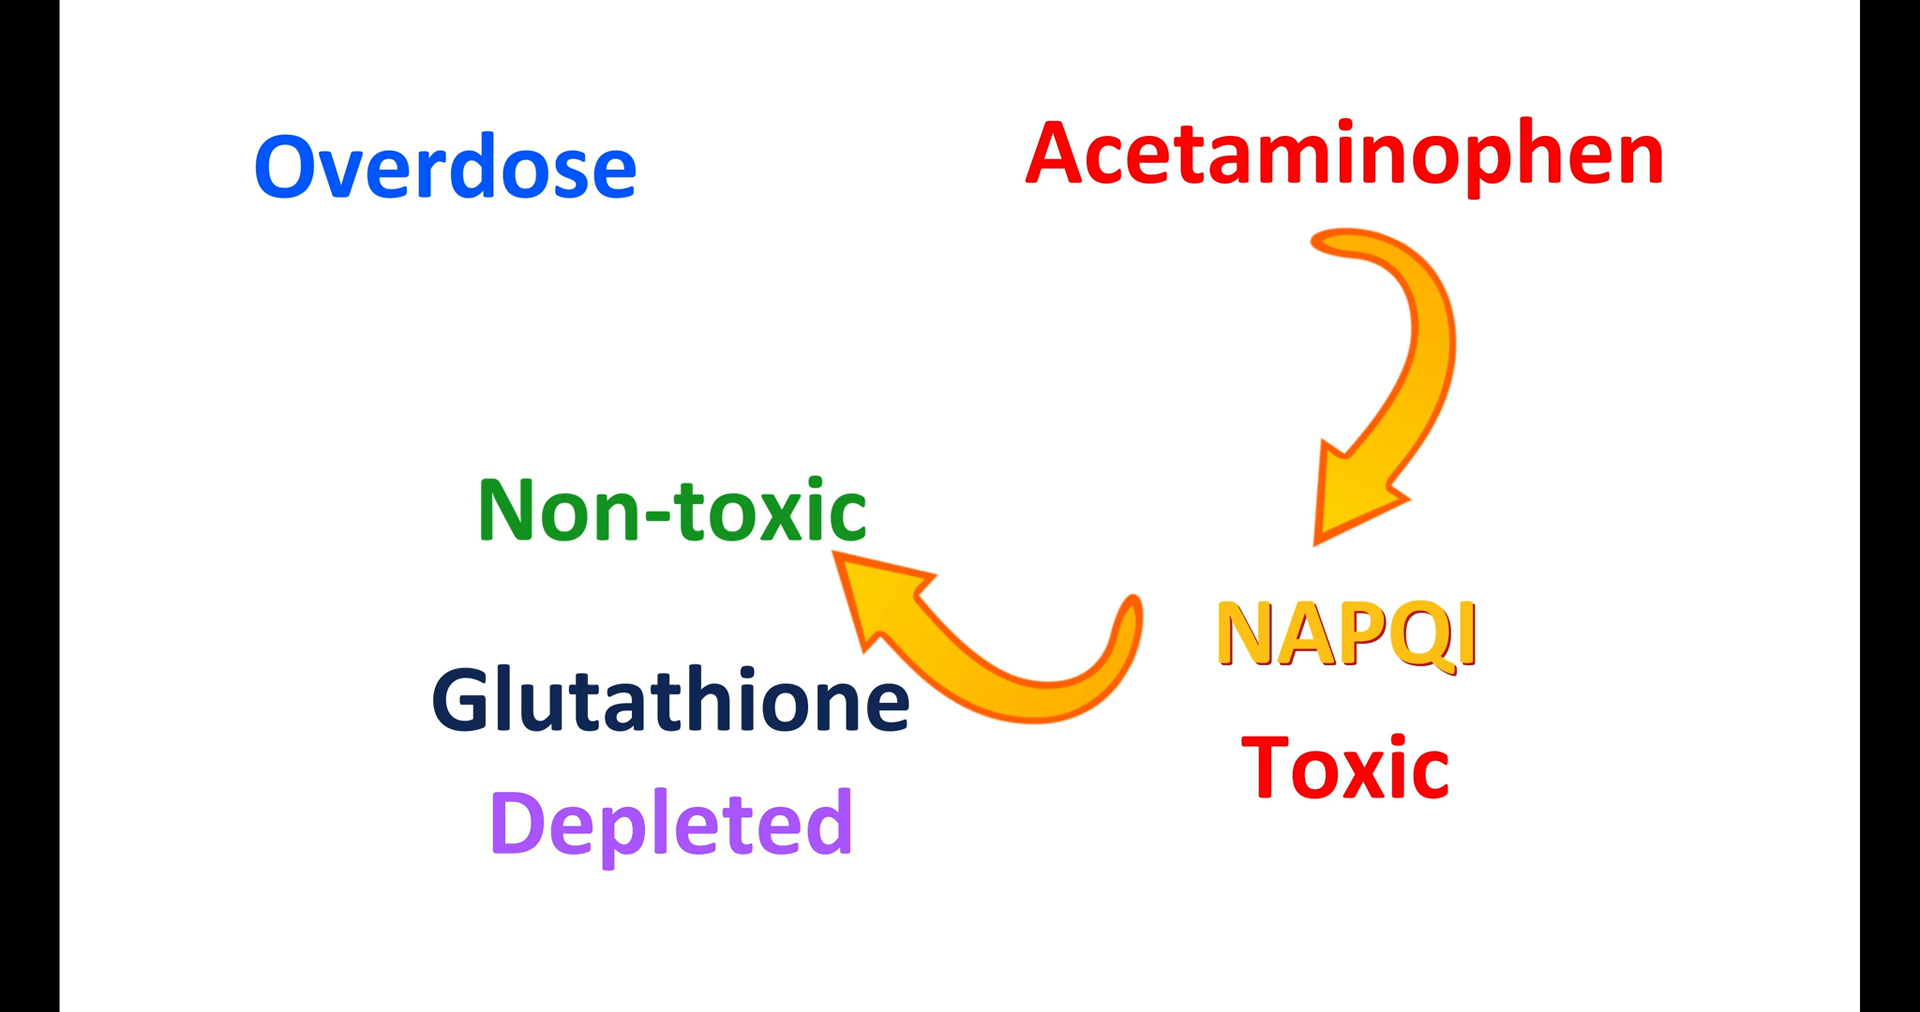 Overdose
Acetaminophen
Non-toxic
NAPQI
Glutathione
Toxic
Depleted